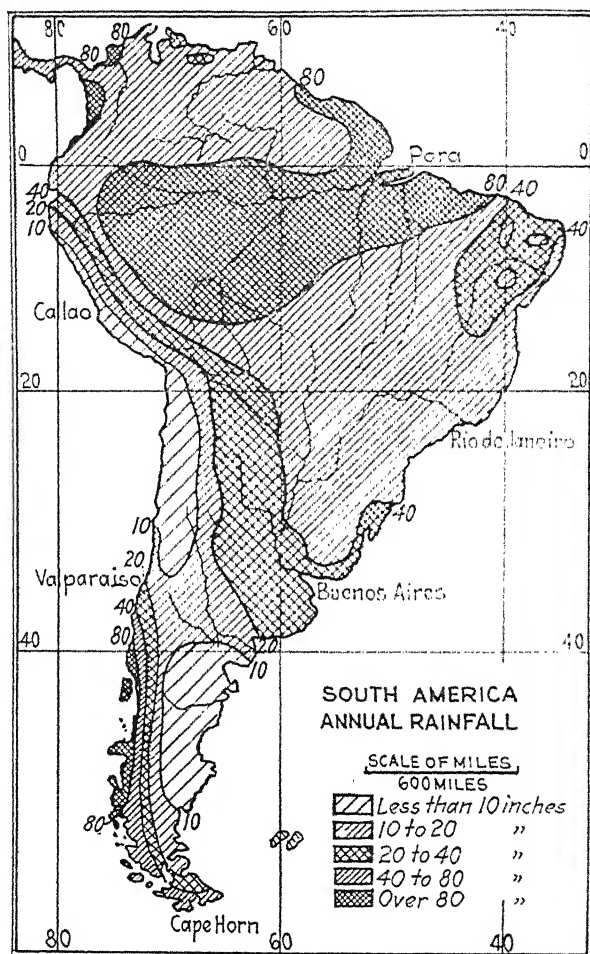 80 60 40
80 80
80
0 Para 0
40 80 40
20
10 40
Callao
20 20
Rio de Janeiro
10 40
20
Valparaiso Buenos Aires
40
80 20
40 10 40
SOUTH AMERICA
ANNUAL RAINFALL
SCALE OF MILES
600 MILES
Less than 10 inches
10 to 20 "
80 10
20 to 40 "
40 to 80 "
Over 80 "
Cape Horn
80 60 40